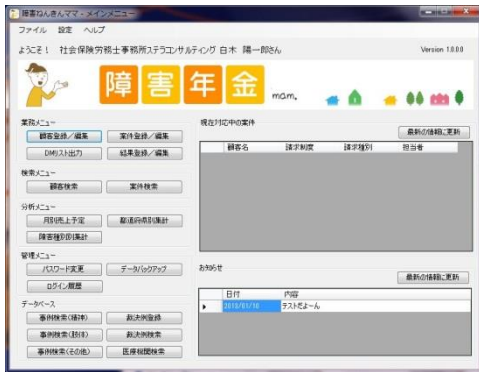 障害ねんきんママ - メインメニュー
ファイル 設定 ヘルプ
ようこそ! 社会保険労務士事務所ステラコンサルティング 白木 陽一郎さん Version 1.0.0.0
障害年金 mam.
業務メニュー
顧客登録/編集 案件登録/編集
DMリスト出力 結果登録/編集
検索メニュー
顧客検索 案件検索
分析メニュー
月別売上予定 都道府県別集計
障害種別別集計
管理メニュー
パスワード変更 データバックアップ
ログイン履歴
データベース
事例検索(精神) 裁決例登録
事例検索(肢体) 裁決例検索
事例検索(その他) 医療機関検索
現在対応中の案件
最新の情報に更新
顧客名 請求制度 請求種別 担当者
お知らせ
最新の情報に更新
日付 内容
2013/01/16 テストだよーん